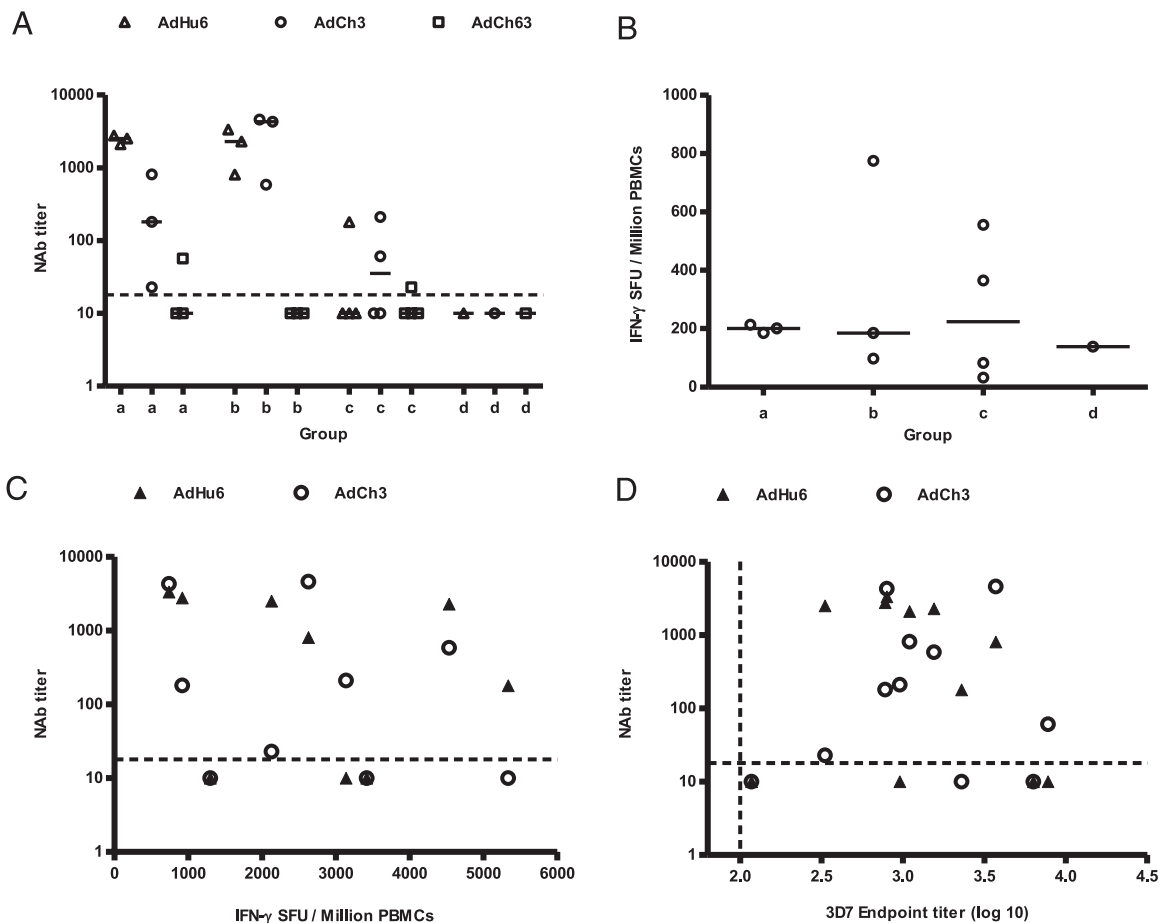 A
AdHu6
AdCh3
AdCh63
NAb titer
10000
1000
100
10
1
a
a
a
b
b
b
c
c
c
d
d
d
Group
B
IFN-γ SFU / Million PBMCs
1000
800
600
400
200
0
a
b
c
d
Group
C
AdHu6
AdCh3
NAb titer
10000
1000
100
10
1
0
1000
2000
3000
4000
5000
6000
IFN-γ SFU / Million PBMCs
D
AdHu6
AdCh3
NAb titer
10000
1000
100
10
1
2.0
2.5
3.0
3.5
4.0
4.5
3D7 Endpoint titer (log 10)